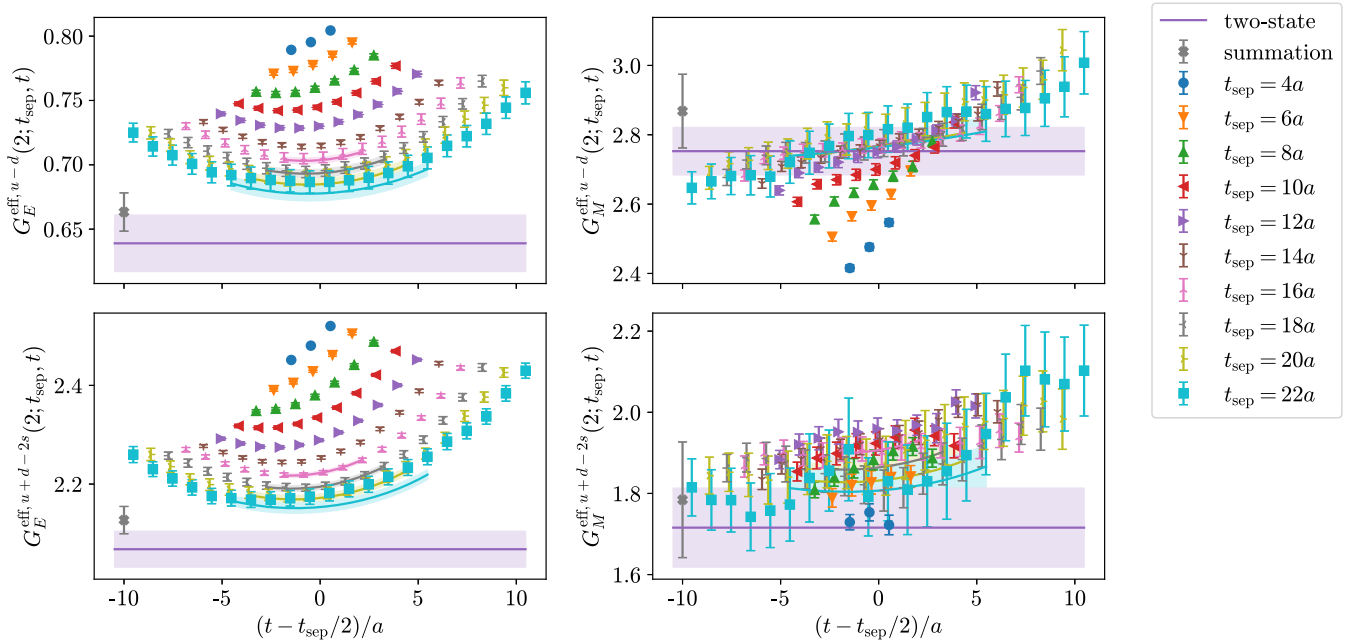 0.80
0.75
0.70
0.65
G_E^{eff, u-d}(2; t_sep, t)
3.0
2.8
2.6
2.4
G_M^{eff, u-d}(2; t_sep, t)
two-state
summation
t_sep = 4a
t_sep = 6a
t_sep = 8a
t_sep = 10a
t_sep = 12a
t_sep = 14a
t_sep = 16a
t_sep = 18a
t_sep = 20a
t_sep = 22a
2.4
2.2
G_E^{eff, u+d-2s}(2; t_sep, t)
-10 -5 0 5 10
(t - t_sep/2)/a
2.2
2.0
1.8
1.6
G_M^{eff, u+d-2s}(2; t_sep, t)
-10 -5 0 5 10
(t - t_sep/2)/a